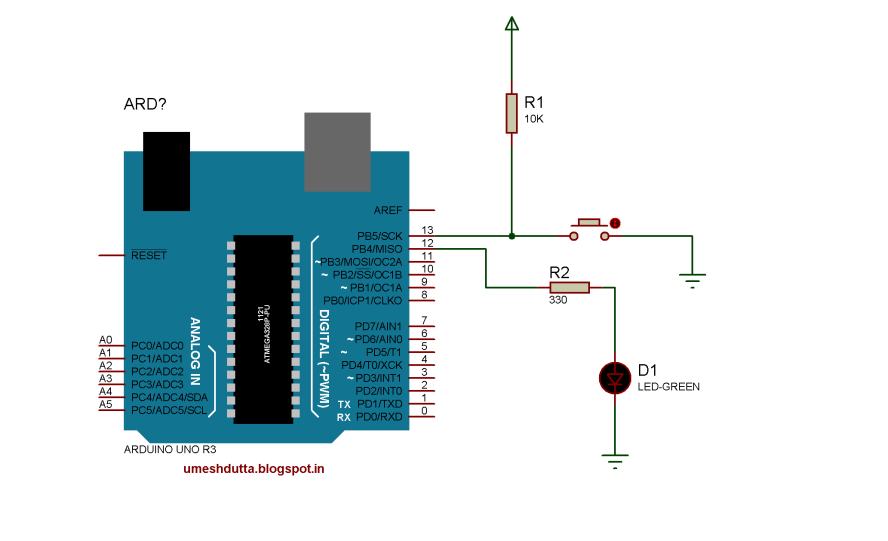 ARD?
R1
10K
AREF
RESET
PB5/SCK 13
PB4/MISO 12
~PB3/MOSI/OC2A 11
~ PB2/SS/OC1B 10
~ PB1/OC1A 9
PB0/ICP1/CLKO 8
PD7/AIN1 7
~ PD6/AIN0 6
~ PD5/T1 5
PD4/T0/XCK 4
~ PD3/INT1 3
PD2/INT0 2
TX PD1/TXD 1
RX PD0/RXD 0
DIGITAL (~PWM)
1121
ATMEGA328P-PU
ANALOG IN
A0 PC0/ADC0
A1 PC1/ADC1
A2 PC2/ADC2
A3 PC3/ADC3
A4 PC4/ADC4/SDA
A5 PC5/ADC5/SCL
R2
330
D1
LED-GREEN
ARDUINO UNO R3
umeshdutta.blogspot.in